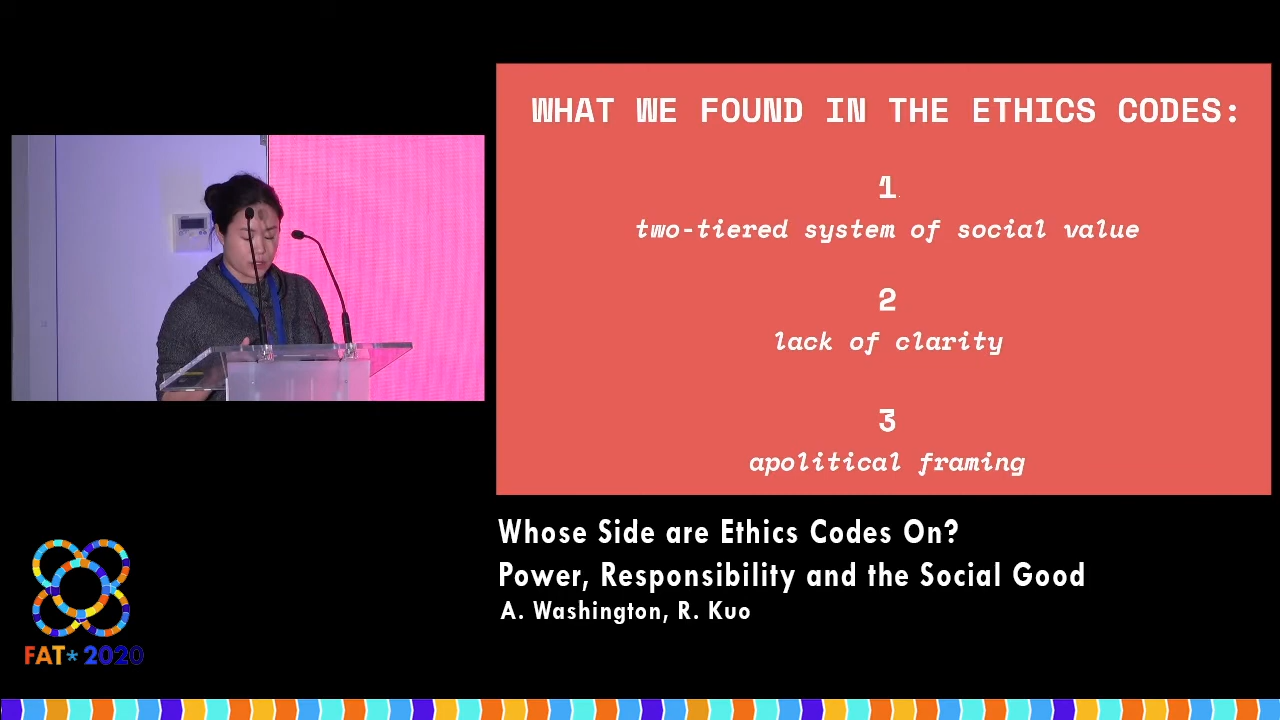 WHAT WE FOUND IN THE ETHICS CODES:
1
two-tiered system of social value
2
lack of clarity
3
apolitical framing
Whose Side are Ethics Codes On?
Power, Responsibility and the Social Good
A. Washington, R. Kuo
FAT* 2020